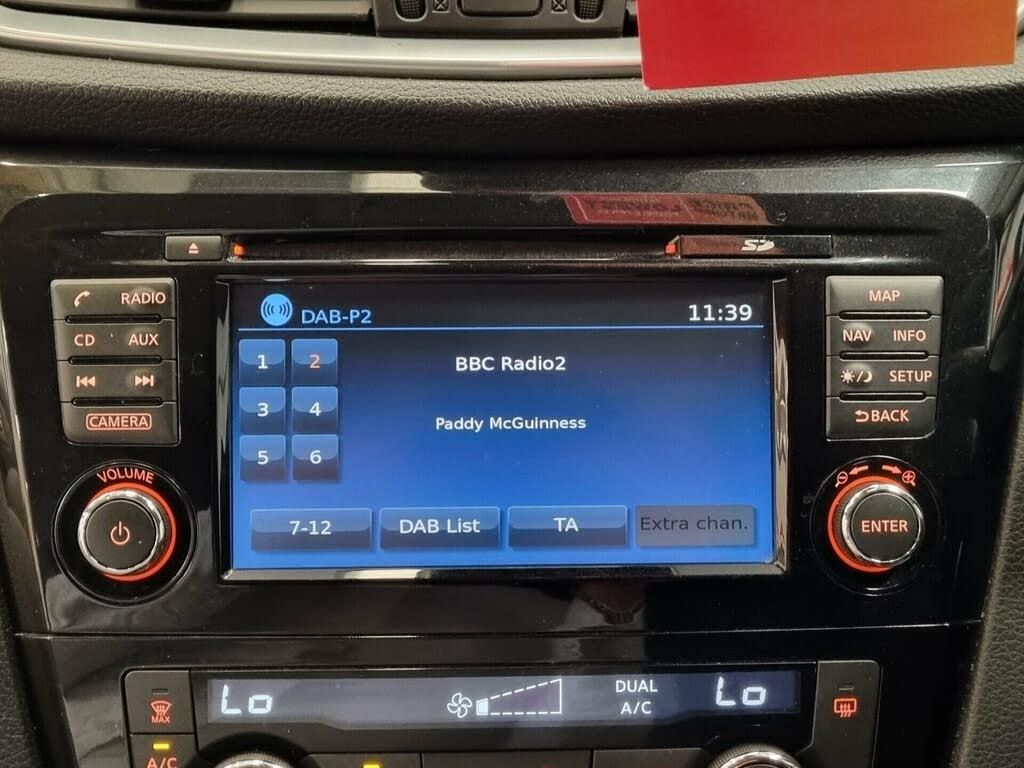 SD
RADIO
CD AUX
CAMERA
VOLUME
DAB-P2 11:39
1 2
3 4
5 6
BBC Radio2
Paddy McGuinness
7-12 DAB List TA Extra chan.
MAP
NAV INFO
SETUP
BACK
ENTER
MAX
A/C
Lo DUAL Lo
A/C